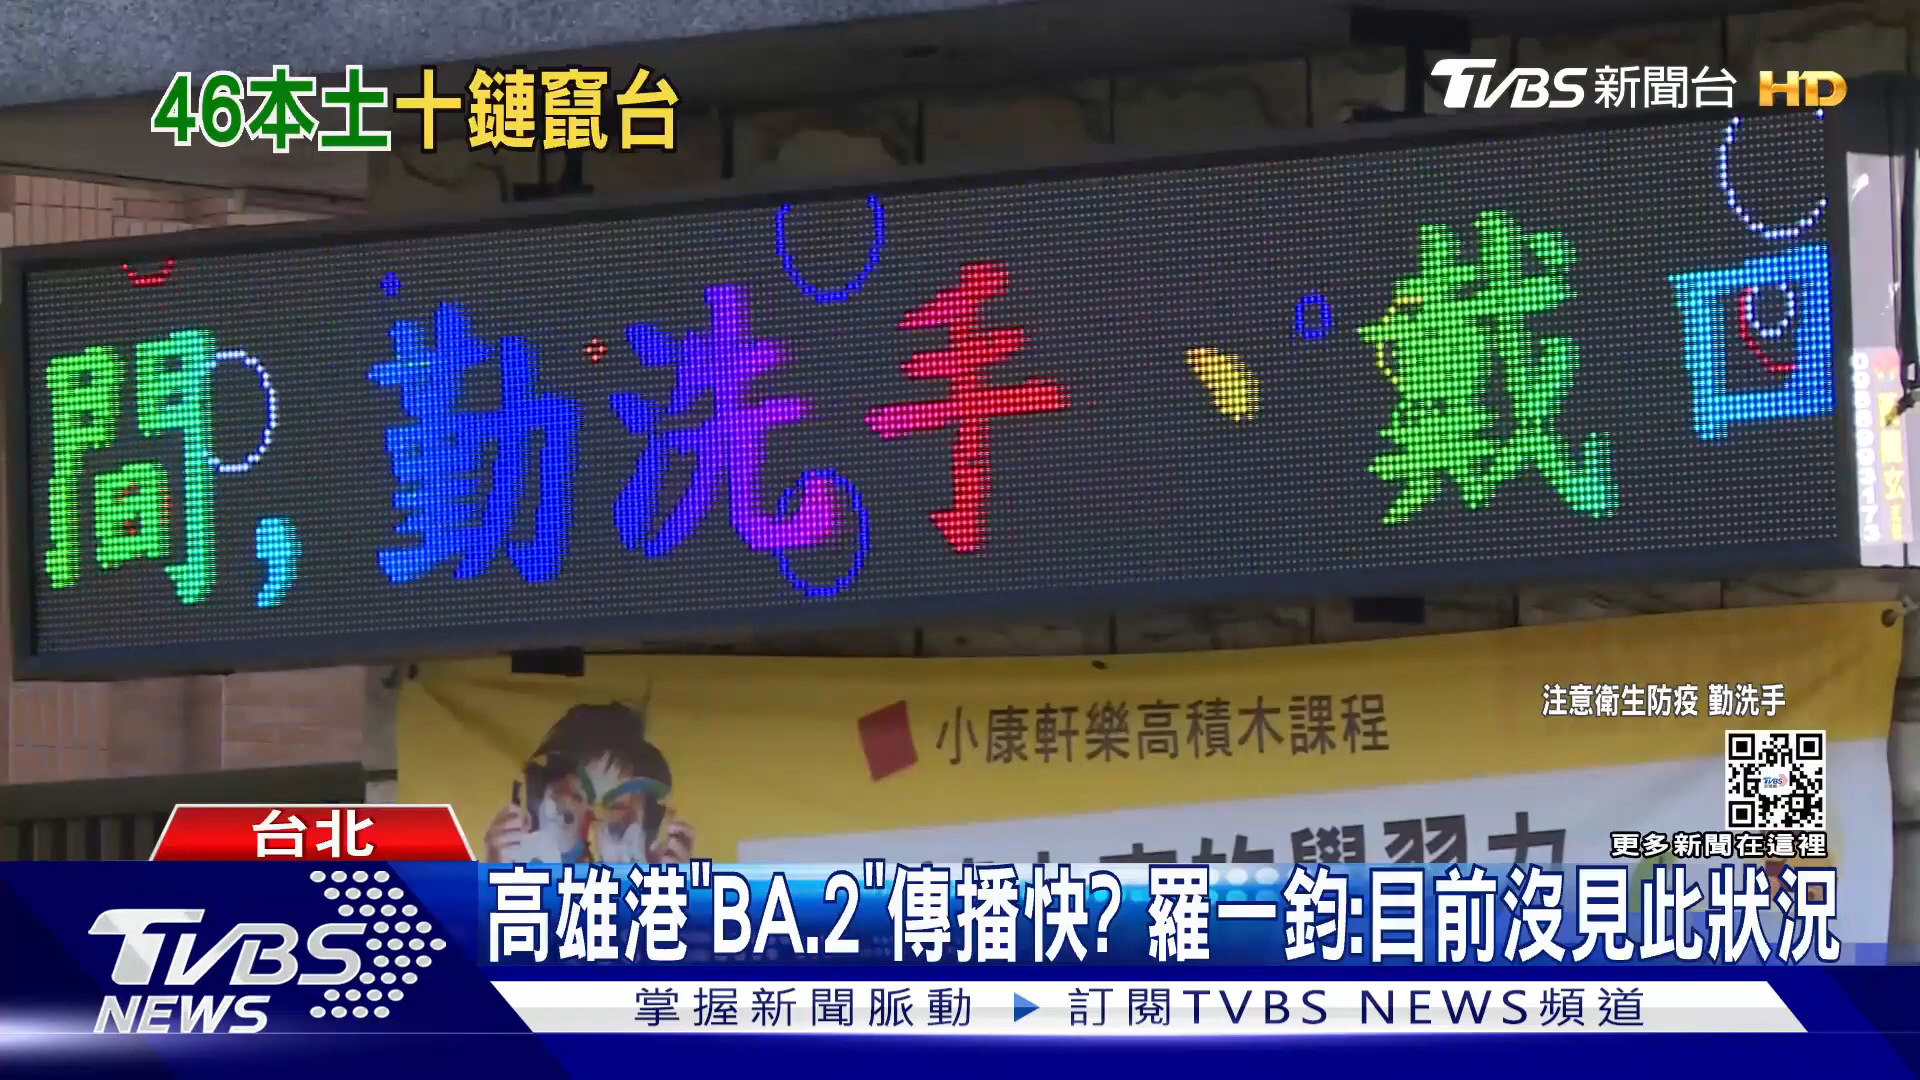 46本土十鏈竄台
TVBS新聞台 HD
間,勤洗手、戴口
小康軒樂高積木課程
注意衛生防疫 勤洗手
更多新聞在這裡
台北
高雄港"BA.2"傳播快? 羅一鈞:目前沒見此狀況
TVBS NEWS
掌握新聞脈動 ▶ 訂閱TVBS NEWS頻道